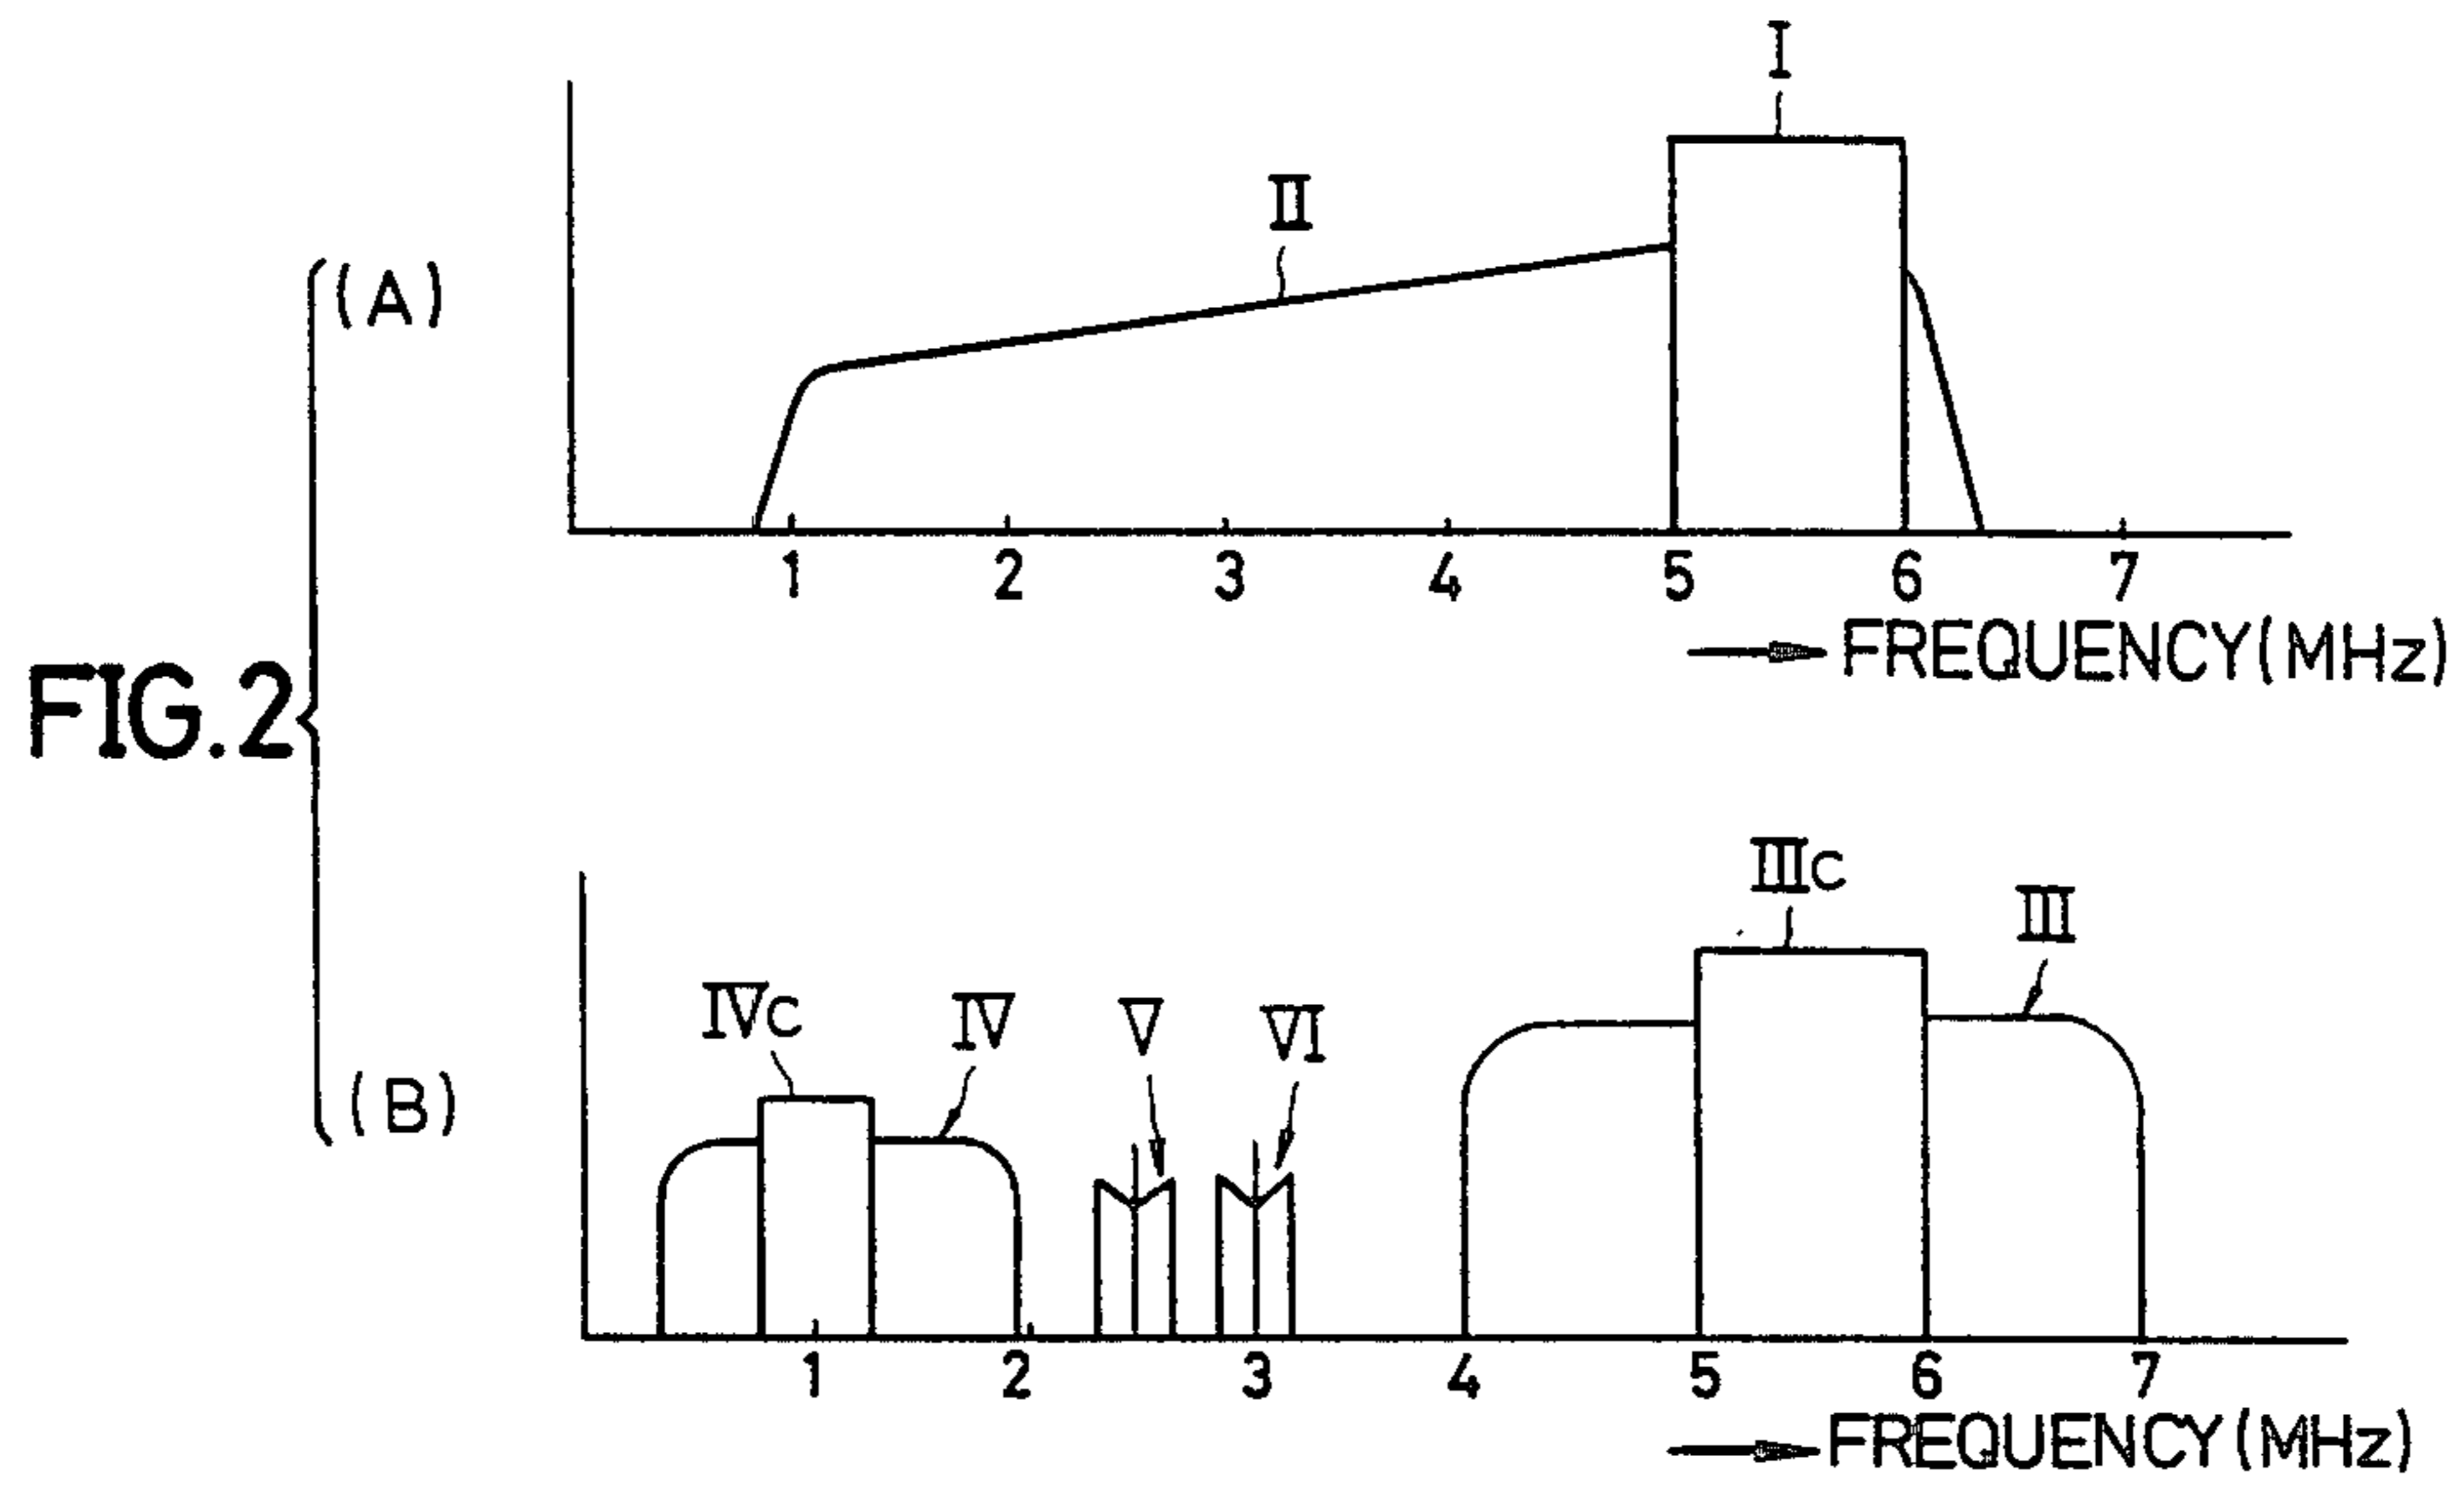 I
II
(A)
1 2 3 4 5 6 7
FREQUENCY(MHz)
FIG.2
IIIC
III
IVC
IV
V
VI
(B)
1 2 3 4 5 6 7
FREQUENCY(MHz)